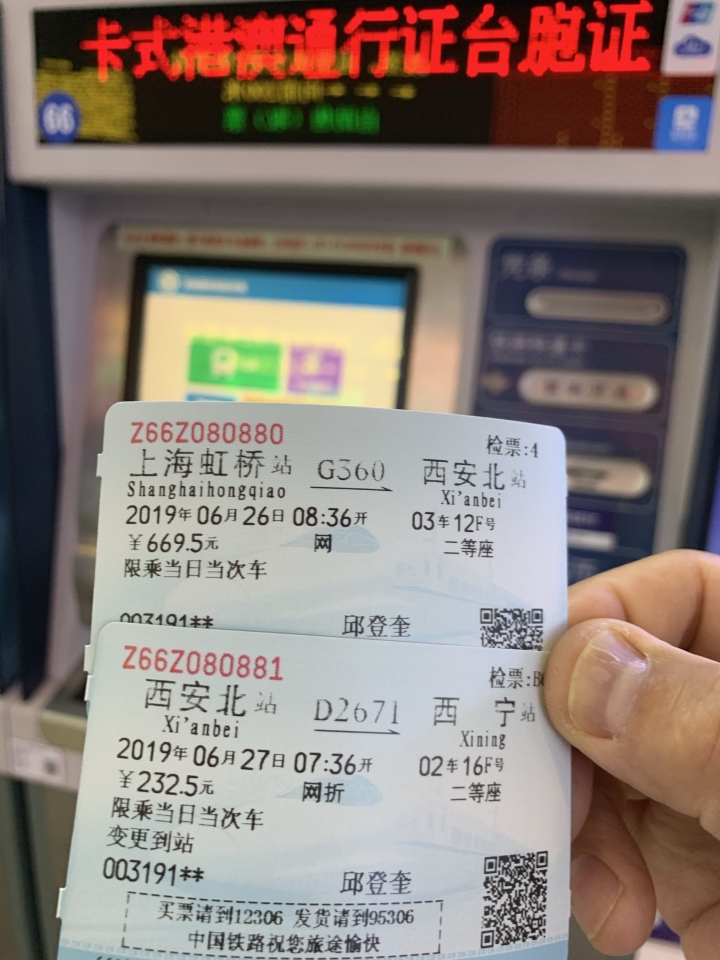 卡式港澳通行证台胞证
66
Z66Z080880
检票:4
上海虹桥站 G360 西安北站
Shanghaihongqiao Xi'anbei
2019年06月26日08:36开 03车12F号
￥669.5元 网 二等座
限乘当日当次车
003191** 邱登奎
Z66Z080881
检票:B
西安北站 D2671 西宁站
Xi'anbei Xining
2019年06月27日07:36开 02车16F号
￥232.5元 网折 二等座
限乘当日当次车
变更到站
003191** 邱登奎
买票请到12306 发货请到95306
中国铁路祝您旅途愉快